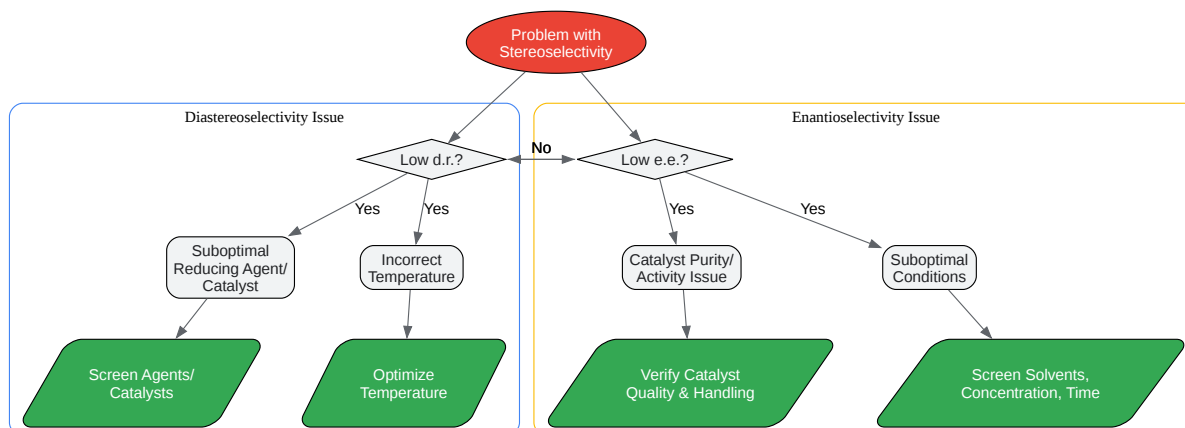 Problem with
Stereoselectivity
Diastereoselectivity Issue
Enantioselectivity Issue
Low d.r.?
No
Low e.e.?
Yes
Yes
Yes
Yes
Suboptimal
Reducing Agent/
Catalyst
Incorrect
Temperature
Catalyst Purity/
Activity Issue
Suboptimal
Conditions
Screen Agents/
Catalysts
Optimize
Temperature
Verify Catalyst
Quality & Handling
Screen Solvents,
Concentration, Time